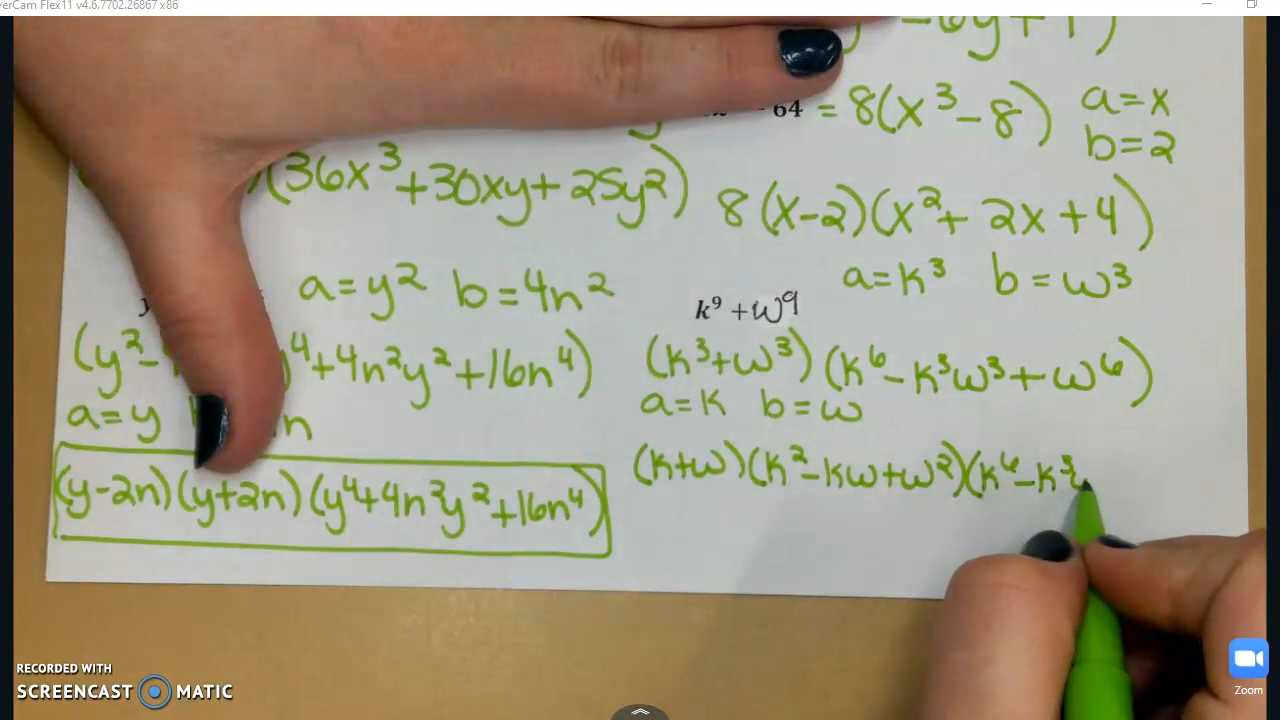 verCam Flex11 v4.6.7702.26867 x86
-6y+1)
64 = 8(x³-8) a=x
b=2
(36x³+30xy+25y²)
8(x-2)(x²+2x+4)
a=y² b=4n²
a=k³ b=w³
k⁹+w⁹
(y²- ⁴+4n²y²+16n⁴)
(k³+w³)(k⁶-k³w³+w⁶)
a=y n
a=k b=w
(y-2n)(y+2n)(y⁴+4n²y²+16n⁴)
(k+w)(k²-kw+w²)(k⁶-k³
RECORDED WITH
SCREENCAST MATIC
Zoom